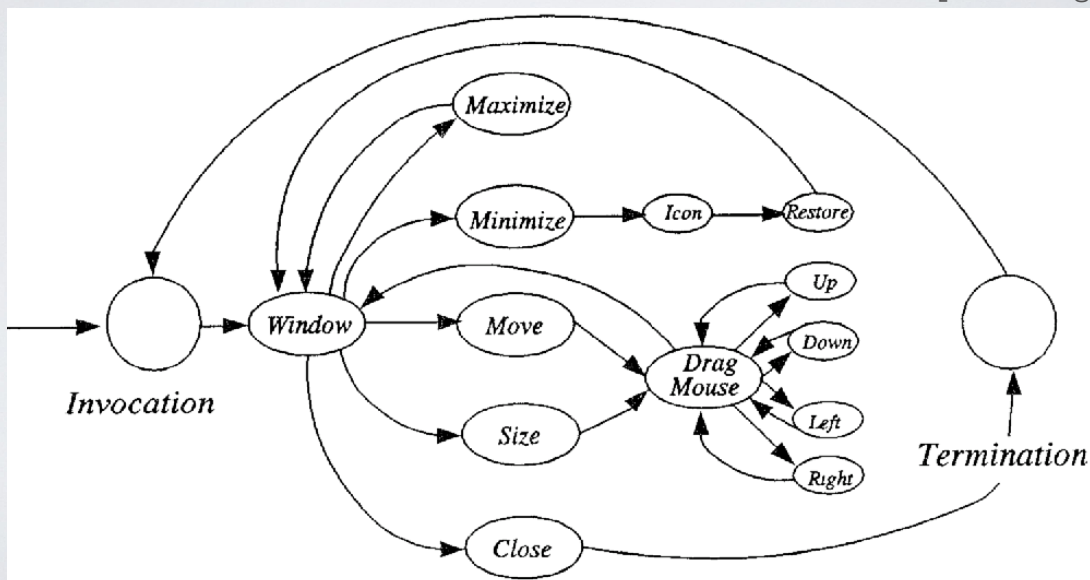 Maximize
Minimize
Icon
Restore
Up
Window
Move
Down
Drag
Mouse
Invocation
Size
Left
Right
Termination
Close